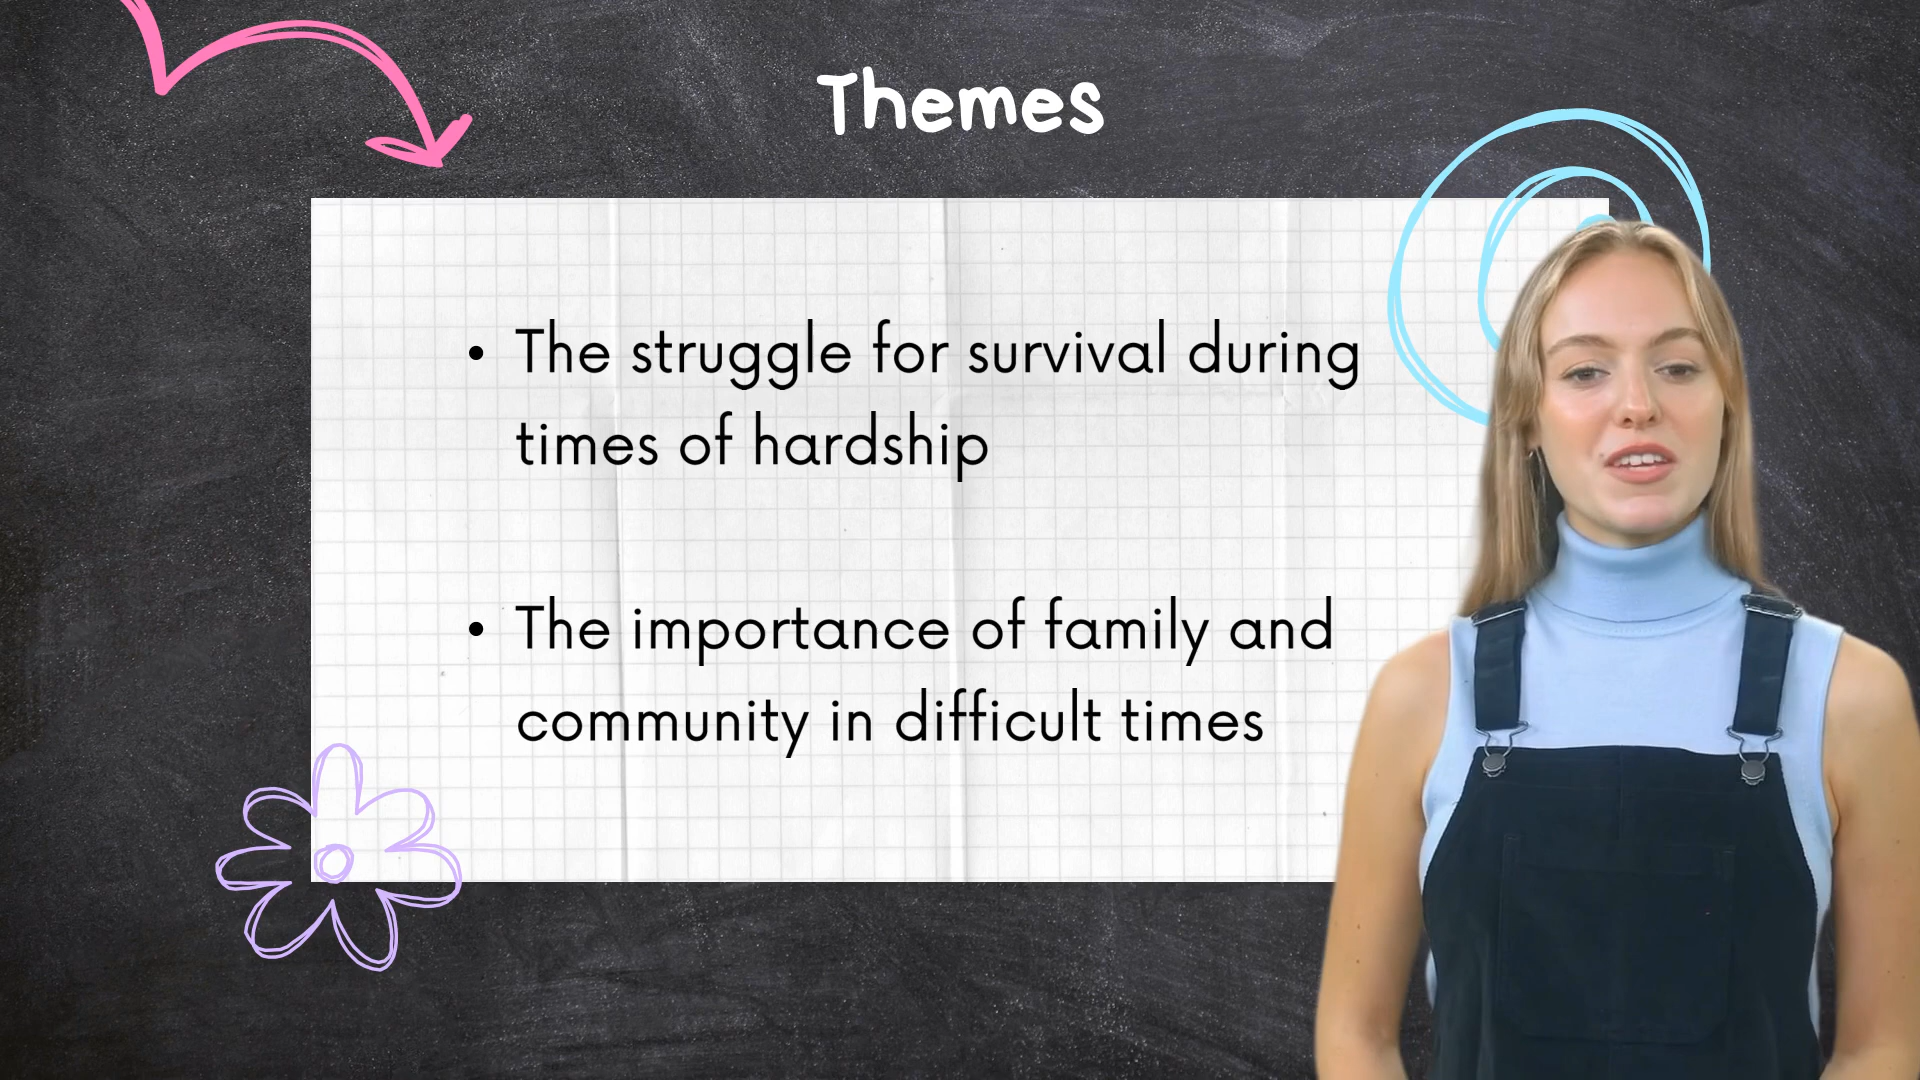 Themes
• The struggle for survival during
times of hardship
• The importance of family and
community in difficult times